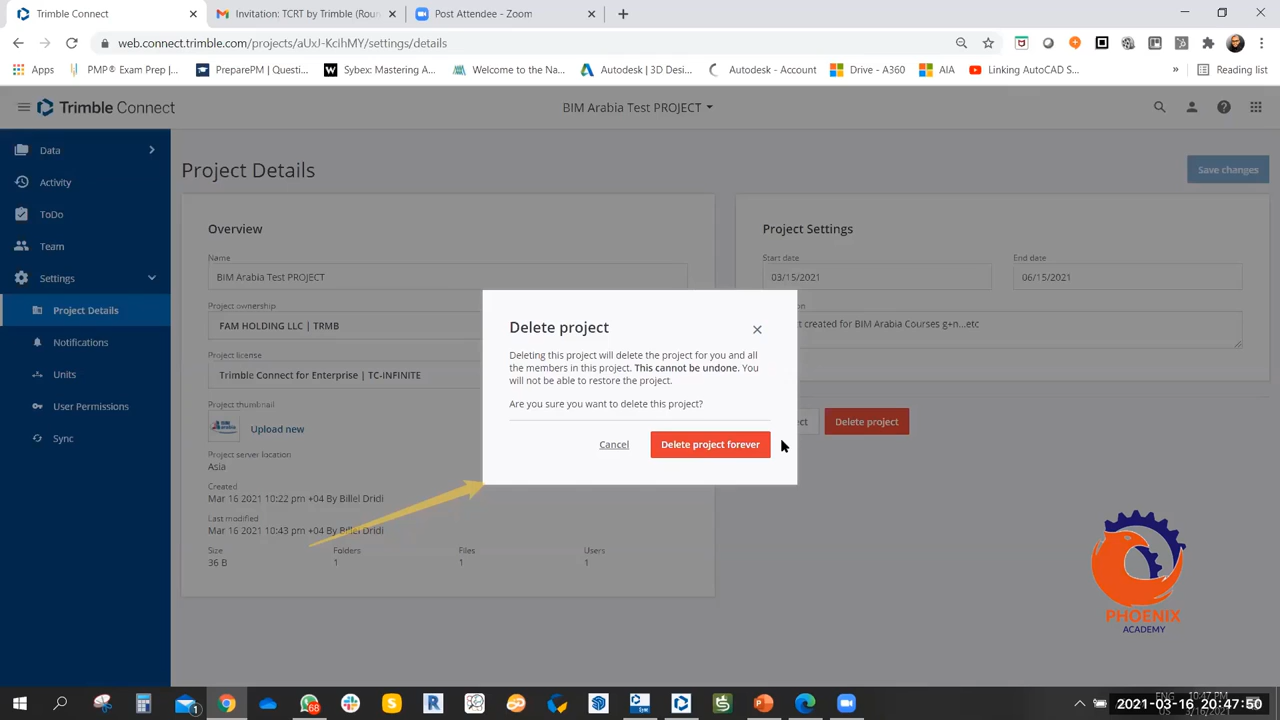 Trimble Connect
Invitation: TCRT by Trimble (Roun
Post Attendee - Zoom
web.connect.trimble.com/projects/aUxI-KcihMY/settings/details
Apps
PMP® Exam Prep |...
PreparePM | Questi...
Sybex: Mastering A...
Welcome to the Na...
Autodesk | 3D Desi...
Autodesk - Account
Drive - A360
AIA
Linking AutoCAD S...
Reading list
Trimble Connect
BIM Arabia Test PROJECT
Data
Activity
ToDo
Team
Settings
Project Details
Notifications
Units
User Permissions
Sync
Project Details
Save changes
Overview
Name
BIM Arabia Test PROJECT
Project ownership
FAM HOLDING LLC | TRMB
Project license
Trimble Connect for Enterprise | TC-INFINITE
Project thumbnail
Upload new
Project server location
Asia
Created
Mar 16 2021 10:22 pm +04 By Billel Dridi
Last modified
Mar 16 2021 10:43 pm +04 By Billel Dridi
Size Folders Files Users
36 B 1 1 1
Project Settings
Start date End date
03/15/2021 06/15/2021
on
ct created for BIM Arabia Courses g+n...etc
ct
Delete project
Delete project
Deleting this project will delete the project for you and all
the members in this project. This cannot be undone. You
will not be able to restore the project.
Are you sure you want to delete this project?
Cancel
Delete project forever
PHOENIX
ACADEMY
68
ENG 10:47 PM
2021-03-16 20:47:50